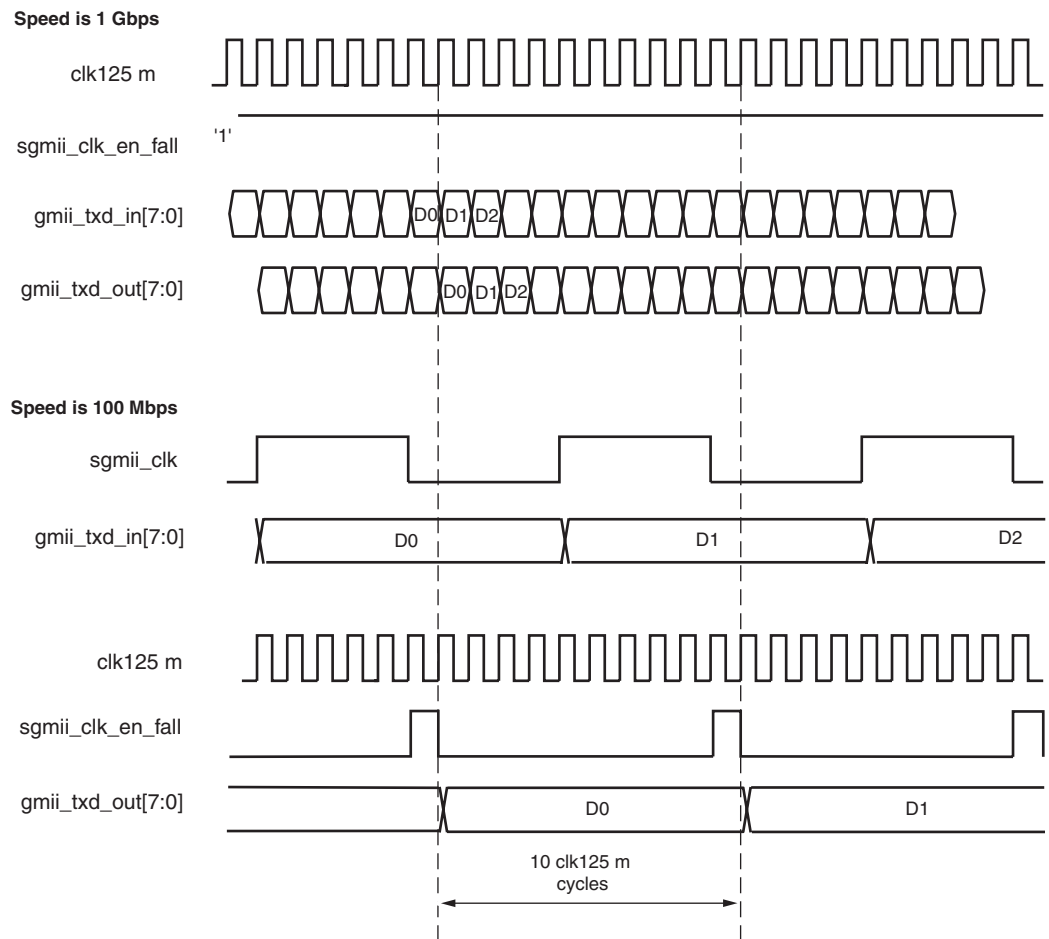 Speed is 1 Gbps
clk125 m
'1'
sgmii_clk_en_fall
gmii_txd_in[7:0]
D0 D1 D2
gmii_txd_out[7:0]
D0 D1 D2
Speed is 100 Mbps
sgmii_clk
gmii_txd_in[7:0]
D0 D1 D2
clk125 m
sgmii_clk_en_fall
gmii_txd_out[7:0]
D0 D1
10 clk125 m
cycles